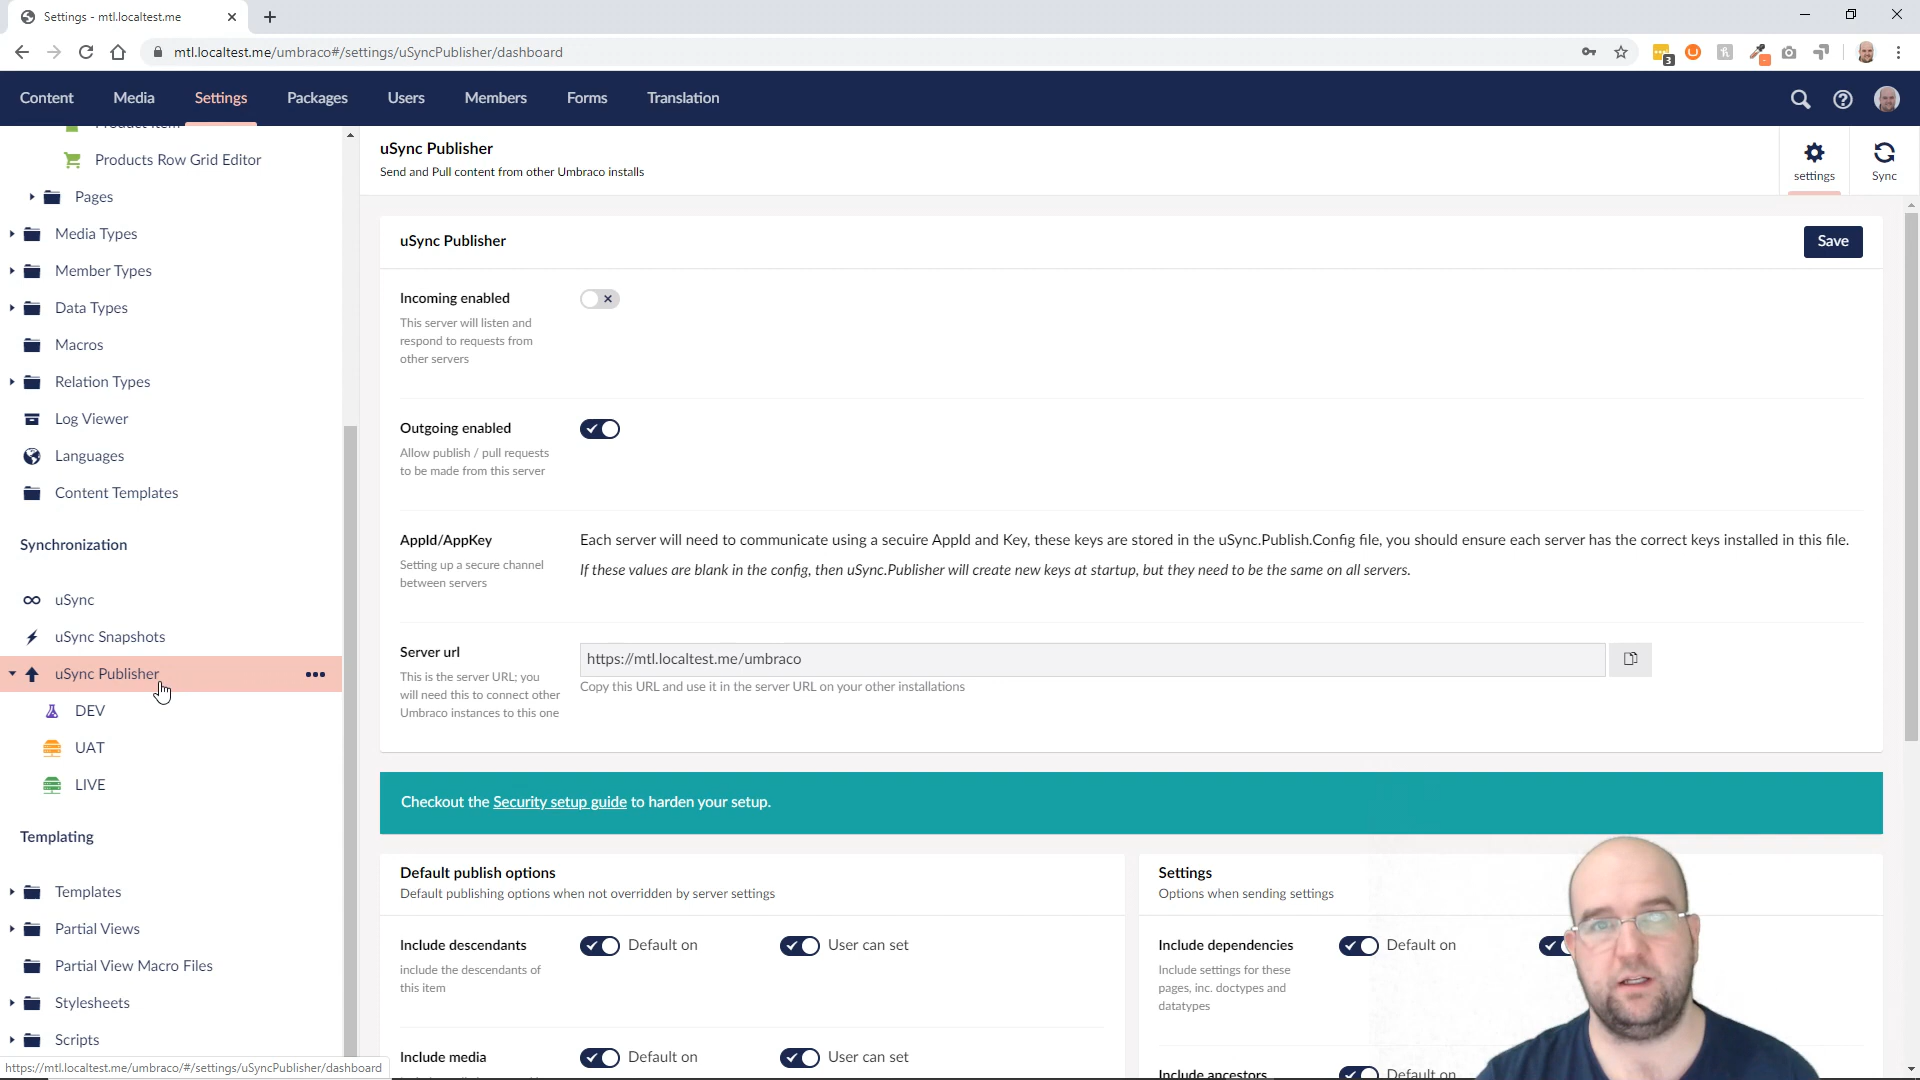 Settings - mtl.localtest.me
mtl.localtest.me/umbraco#/settings/uSyncPublisher/dashboard
3
Content Media Settings Packages Users Members Forms Translation
Product Item
Products Row Grid Editor
Pages
Media Types
Member Types
Data Types
Macros
Relation Types
Log Viewer
Languages
Content Templates
Synchronization
uSync
uSync Snapshots
uSync Publisher
DEV
UAT
LIVE
Templating
Templates
Partial Views
Partial View Macro Files
Stylesheets
Scripts
https://mtl.localtest.me/umbraco/#/settings/uSyncPublisher/dashboard
uSync Publisher
Send and Pull content from other Umbraco installs
settings
Sync
uSync Publisher
Save
Incoming enabled
This server will listen and
respond to requests from
other servers
Outgoing enabled
Allow publish / pull requests
to be made from this server
AppId/AppKey
Setting up a secure channel
between servers
Each server will need to communicate using a secuire AppId and Key, these keys are stored in the uSync.Publish.Config file, you should ensure each server has the correct keys installed in this file.
If these values are blank in the config, then uSync.Publisher will create new keys at startup, but they need to be the same on all servers.
Server url
This is the server URL; you
will need this to connect other
Umbraco instances to this one
https://mtl.localtest.me/umbraco
Copy this URL and use it in the server URL on your other installations
Checkout the Security setup guide to harden your setup.
Default publish options
Default publishing options when not overridden by server settings
Include descendants
include the descendants of
this item
Default on
User can set
Include media
Default on
User can set
Settings
Options when sending settings
Include dependencies
Include settings for these
pages, inc. doctypes and
datatypes
Default on
Include ancestors
Default on